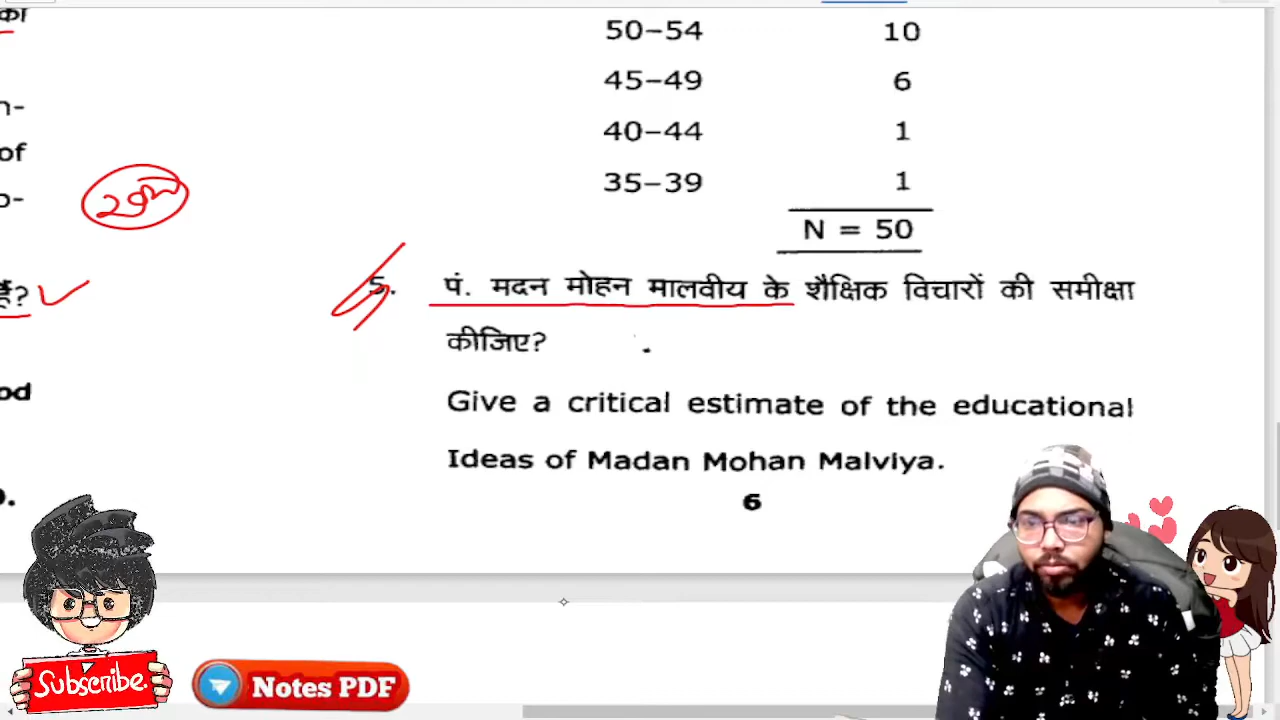 का
50–54 10
45–49 6
n-
40–44 1
of
35–39 1
N = 50
हैं?
5. पं. मदन मोहन मालवीय के शैक्षिक विचारों की समीक्षा
कीजिए?
Give a critical estimate of the educational
Ideas of Madan Mohan Malviya.
6
Subscribe.
Notes PDF